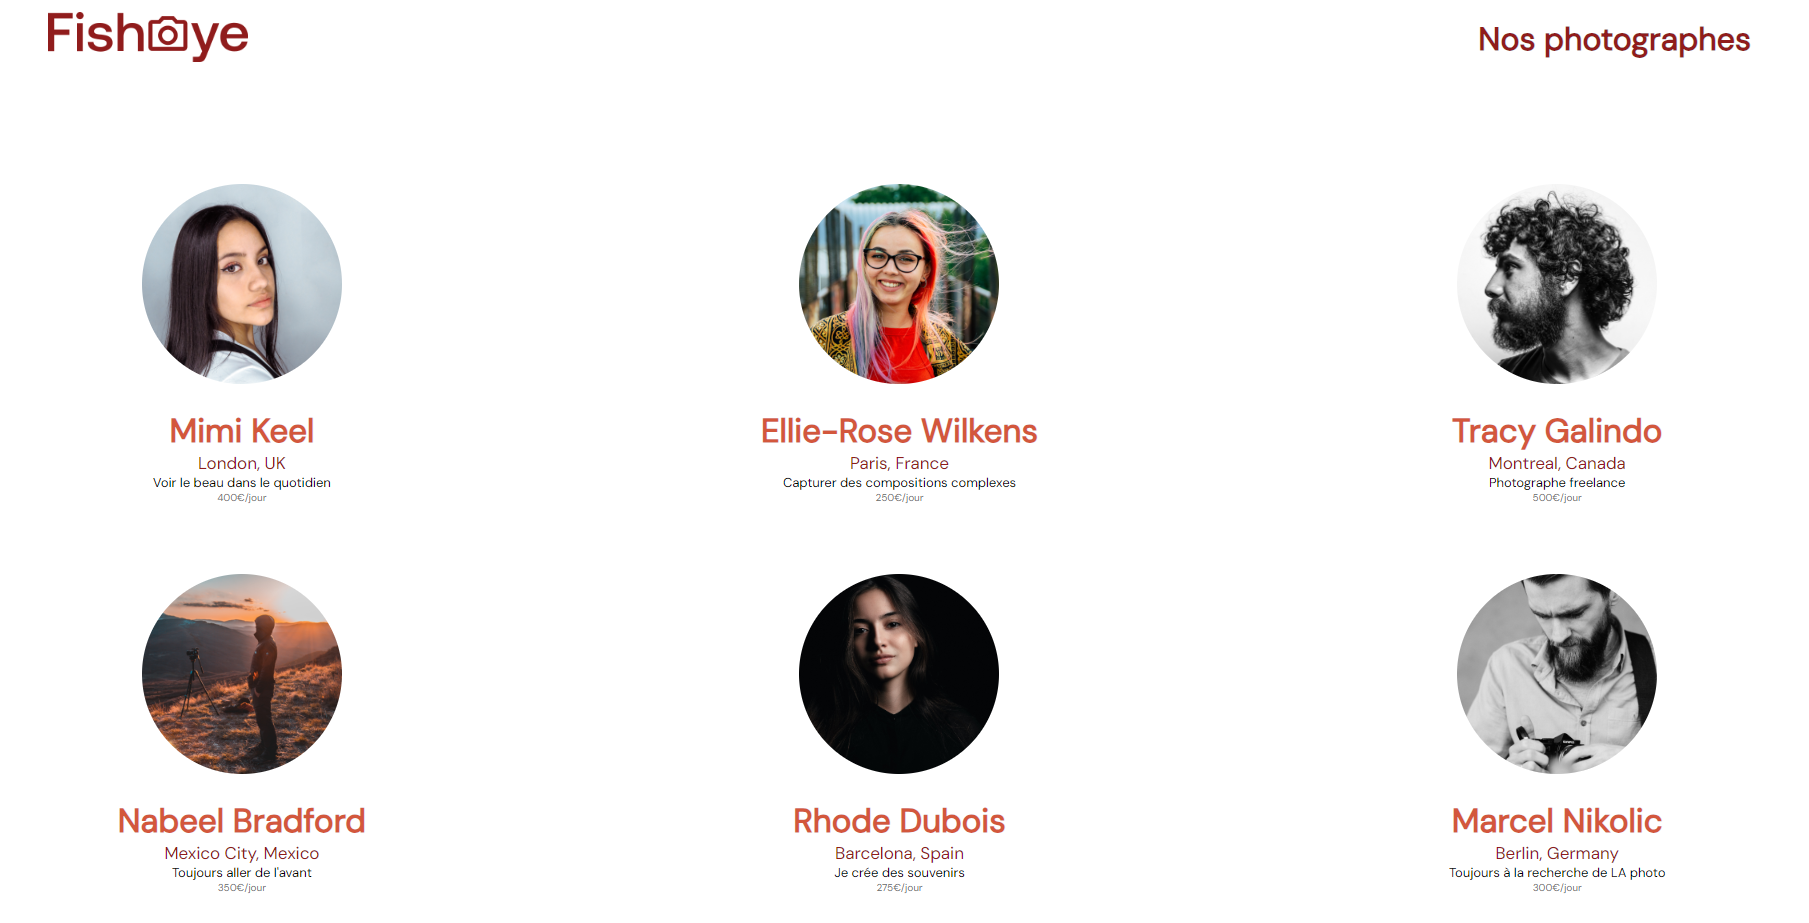 Fisheye
Nos photographes
Mimi Keel
London, UK
Voir le beau dans le quotidien
400€/jour
Ellie-Rose Wilkens
Paris, France
Capturer des compositions complexes
250€/jour
Tracy Galindo
Montreal, Canada
Photographe freelance
500€/jour
Nabeel Bradford
Mexico City, Mexico
Toujours aller de l'avant
350€/jour
Rhode Dubois
Barcelona, Spain
Je crée des souvenirs
275€/jour
Marcel Nikolic
Berlin, Germany
Toujours à la recherche de LA photo
300€/jour